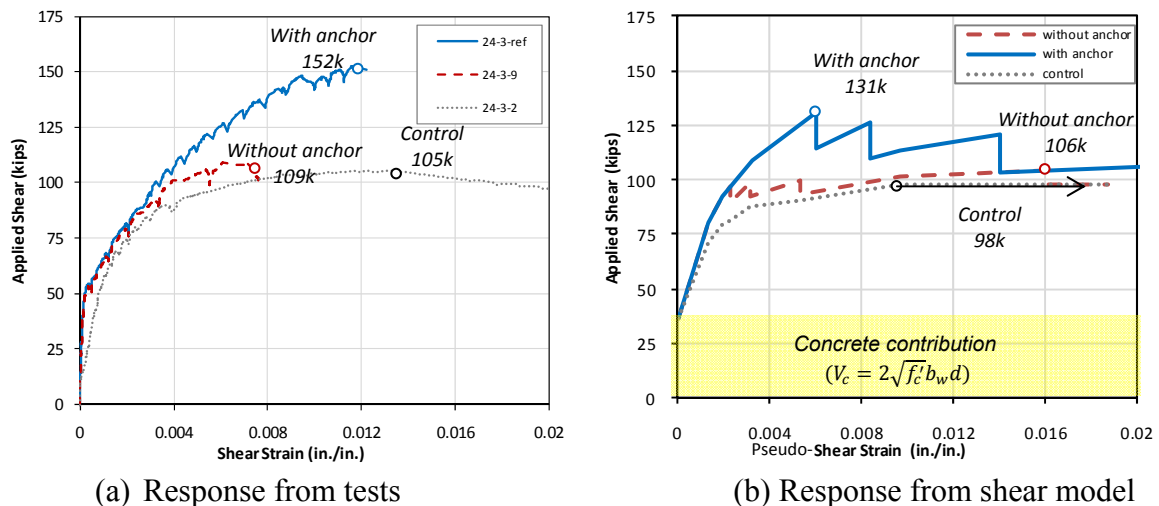 175
150
125
100
75
50
25
0
Applied Shear (kips)
0
0.004
0.008
0.012
0.016
0.02
Shear Strain (in./in.)
With anchor
152k
Without anchor
109k
Control
105k
24-3-ref
24-3-9
24-3-2
(a) Response from tests
175
150
125
100
75
50
25
0
Applied Shear (kips)
0
0.004
0.008
0.012
0.016
0.02
Pseudo-Shear Strain (in./in.)
without anchor
with anchor
control
With anchor
131k
Without anchor
106k
Control
98k
Concrete contribution
(V_c = 2√f_c′ b_w d)
(b) Response from shear model